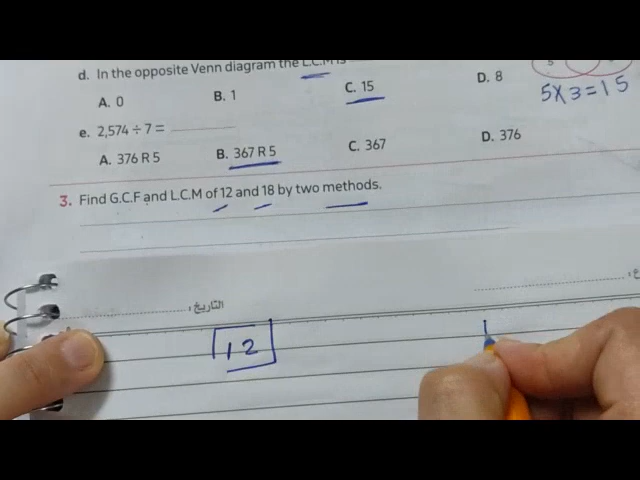 d. In the opposite Venn diagram the L.C.M is
A. 0 B. 1 C. 15 D. 8
5X3=15
e. 2,574 ÷ 7 =
A. 376 R 5 B. 367 R 5 C. 367 D. 376
3. Find G.C.F and L.C.M of 12 and 18 by two methods.
التاريخ :
12